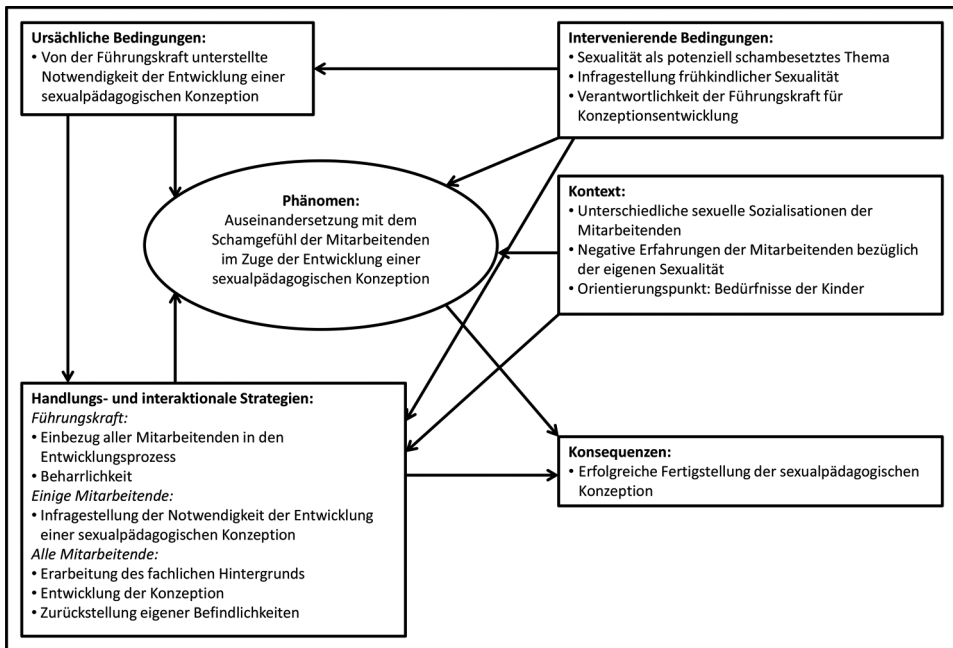 Ursächliche Bedingungen:
• Von der Führungskraft unterstellte
Notwendigkeit der Entwicklung einer
sexualpädagogischen Konzeption
Intervenierende Bedingungen:
• Sexualität als potenziell schambesetztes Thema
• Infragestellung frühkindlicher Sexualität
• Verantwortlichkeit der Führungskraft für
Konzeptionsentwicklung
Phänomen:
Auseinandersetzung mit dem
Schamgefühl der Mitarbeitenden
im Zuge der Entwicklung einer
sexualpädagogischen Konzeption
Kontext:
• Unterschiedliche sexuelle Sozialisationen der
Mitarbeitenden
• Negative Erfahrungen der Mitarbeitenden bezüglich
der eigenen Sexualität
• Orientierungspunkt: Bedürfnisse der Kinder
Handlungs- und interaktionale Strategien:
Führungskraft:
• Einbezug aller Mitarbeitenden in den
Entwicklungsprozess
• Beharrlichkeit
Einige Mitarbeitende:
• Infragestellung der Notwendigkeit der Entwicklung
einer sexualpädagogischen Konzeption
Alle Mitarbeitende:
• Erarbeitung des fachlichen Hintergrunds
• Entwicklung der Konzeption
• Zurückstellung eigener Befindlichkeiten
Konsequenzen:
• Erfolgreiche Fertigstellung der sexualpädagogischen
Konzeption